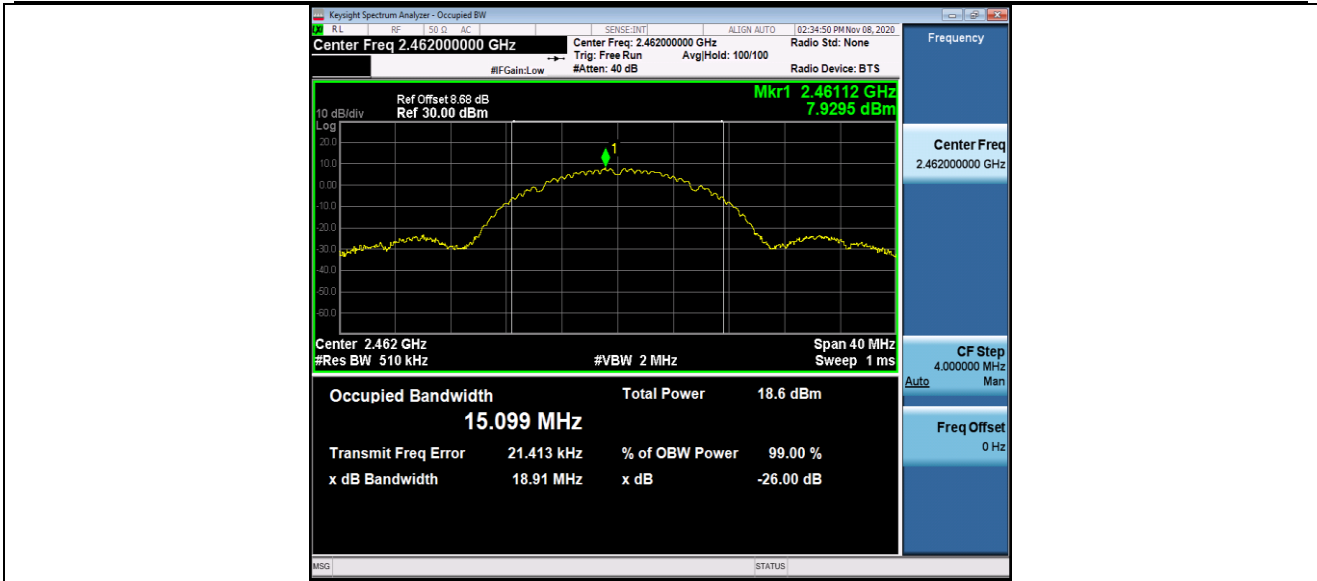 Keysight Spectrum Analyzer - Occupied BW
RL RF 50 Ω AC SENSE:INT ALIGN AUTO 02:34:50 PM Nov 08, 2020
Center Freq 2.462000000 GHz
Center Freq: 2.462000000 GHz Radio Std: None
Trig: Free Run Avg|Hold: 100/100
#IFGain:Low #Atten: 40 dB Radio Device: BTS
Mkr1 2.46112 GHz
7.9295 dBm
Ref Offset 8.68 dB
10 dB/div Ref 30.00 dBm
Log
20.0
1
10.0
0.00
-10.0
-20.0
-30.0
-40.0
-50.0
-60.0
Center 2.462 GHz Span 40 MHz
#Res BW 510 kHz #VBW 2 MHz Sweep 1 ms
Occupied Bandwidth Total Power 18.6 dBm
15.099 MHz
Transmit Freq Error 21.413 kHz % of OBW Power 99.00 %
x dB Bandwidth 18.91 MHz x dB -26.00 dB
MSG STATUS
Frequency
Center Freq
2.462000000 GHz
CF Step
4.000000 MHz
Auto Man
Freq Offset
0 Hz